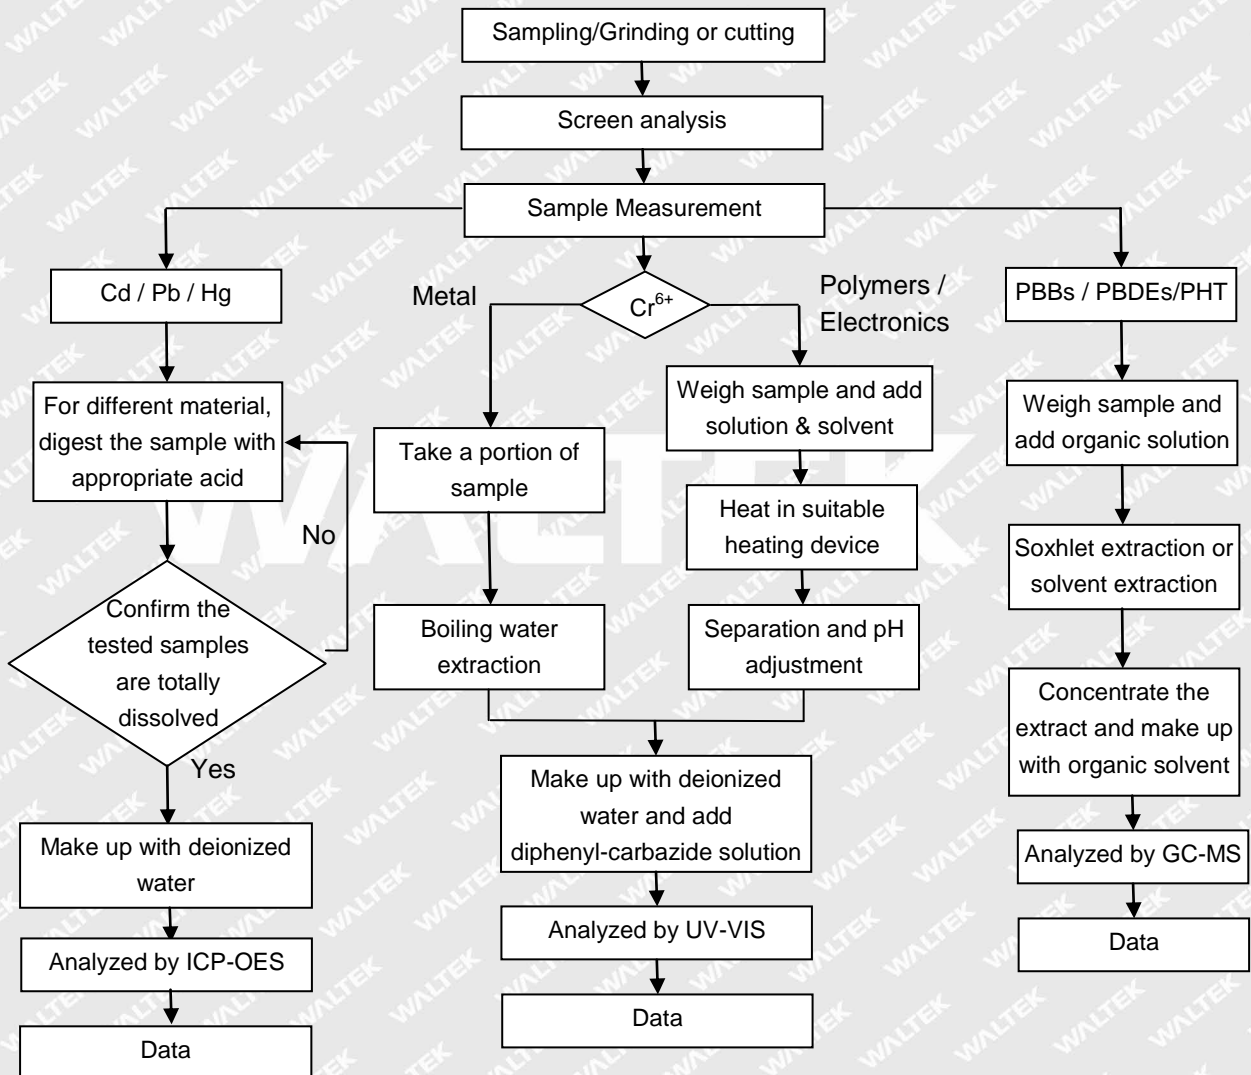 Sampling/Grinding or cutting
Screen analysis
Sample Measurement
Cd / Pb / Hg
For different material,
digest the sample with
appropriate acid
No
Confirm the
tested samples
are totally
dissolved
Yes
Make up with deionized
water
Analyzed by ICP-OES
Data
Cr6+
Metal
Take a portion of
sample
Boiling water
extraction
Polymers /
Electronics
Weigh sample and add
solution & solvent
Heat in suitable
heating device
Separation and pH
adjustment
Make up with deionized
water and add
diphenyl-carbazide solution
Analyzed by UV-VIS
Data
PBBs / PBDEs/PHT
Weigh sample and
add organic solution
Soxhlet extraction or
solvent extraction
Concentrate the
extract and make up
with organic solvent
Analyzed by GC-MS
Data
WALTEK